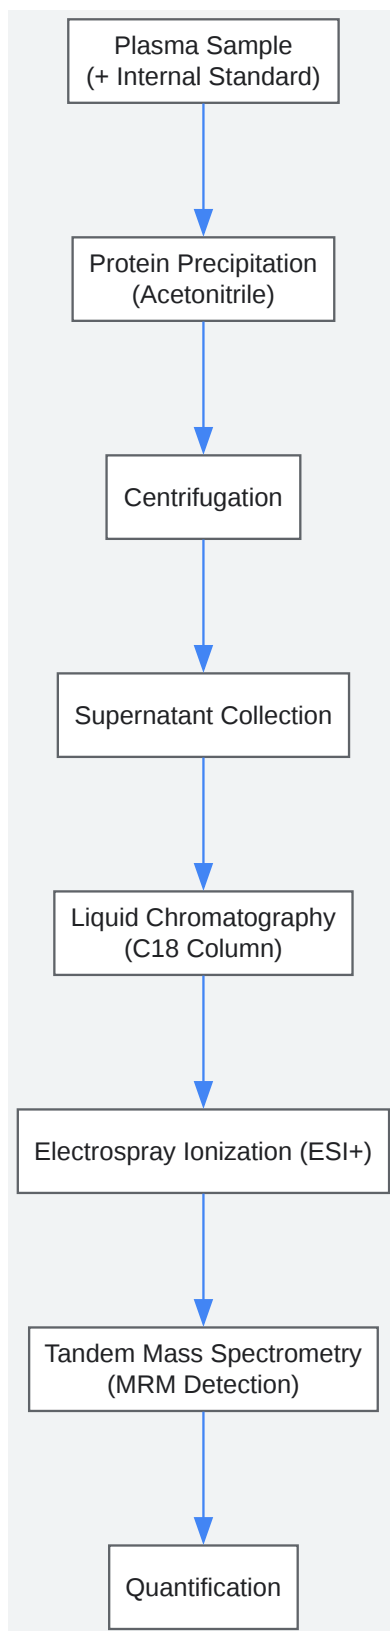 Plasma Sample
(+ Internal Standard)
Protein Precipitation
(Acetonitrile)
Centrifugation
Supernatant Collection
Liquid Chromatography
(C18 Column)
Electrospray Ionization (ESI+)
Tandem Mass Spectrometry
(MRM Detection)
Quantification